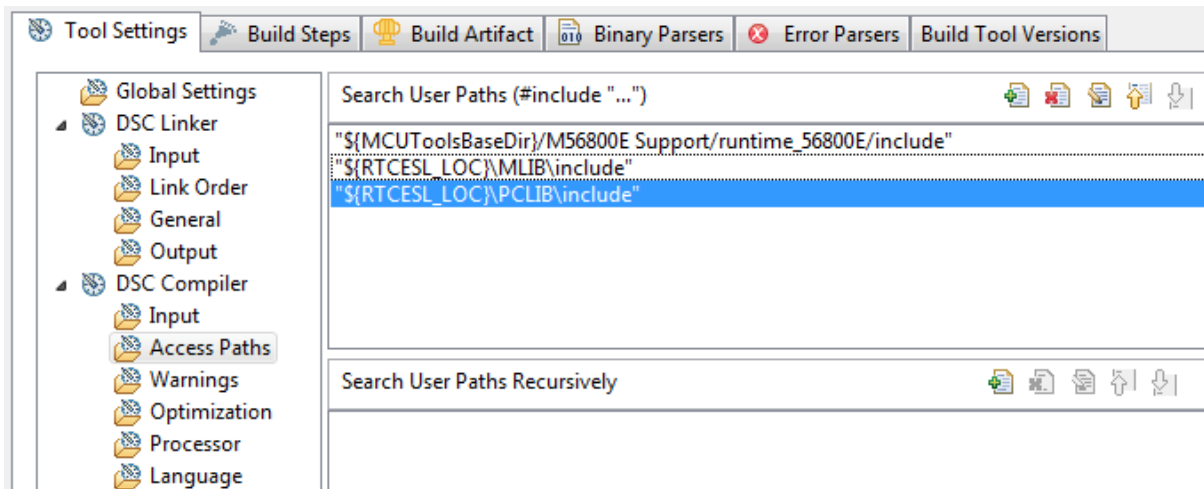 Tool Settings Build Steps Build Artifact Binary Parsers Error Parsers Build Tool Versions
Global Settings
DSC Linker
Input
Link Order
General
Output
DSC Compiler
Input
Access Paths
Warnings
Optimization
Processor
Language
Search User Paths (#include "...")
"${MCUToolsBaseDir}/M56800E Support/runtime_56800E/include"
"${RTCESL_LOC}\MLIB\include"
"${RTCESL_LOC}\PCLIB\include"
Search User Paths Recursively